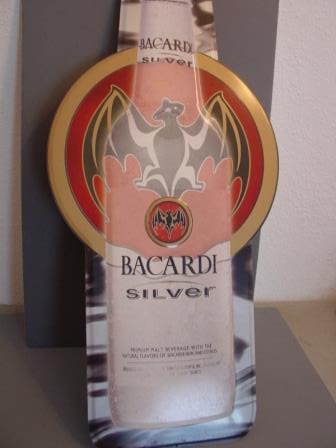 BACARDI
SILVER
BACARDI
SILVER
PREMIUM MALT BEVERAGE WITH THE
NATURAL FLAVORS OF BACARDI RUM AND CITRUS